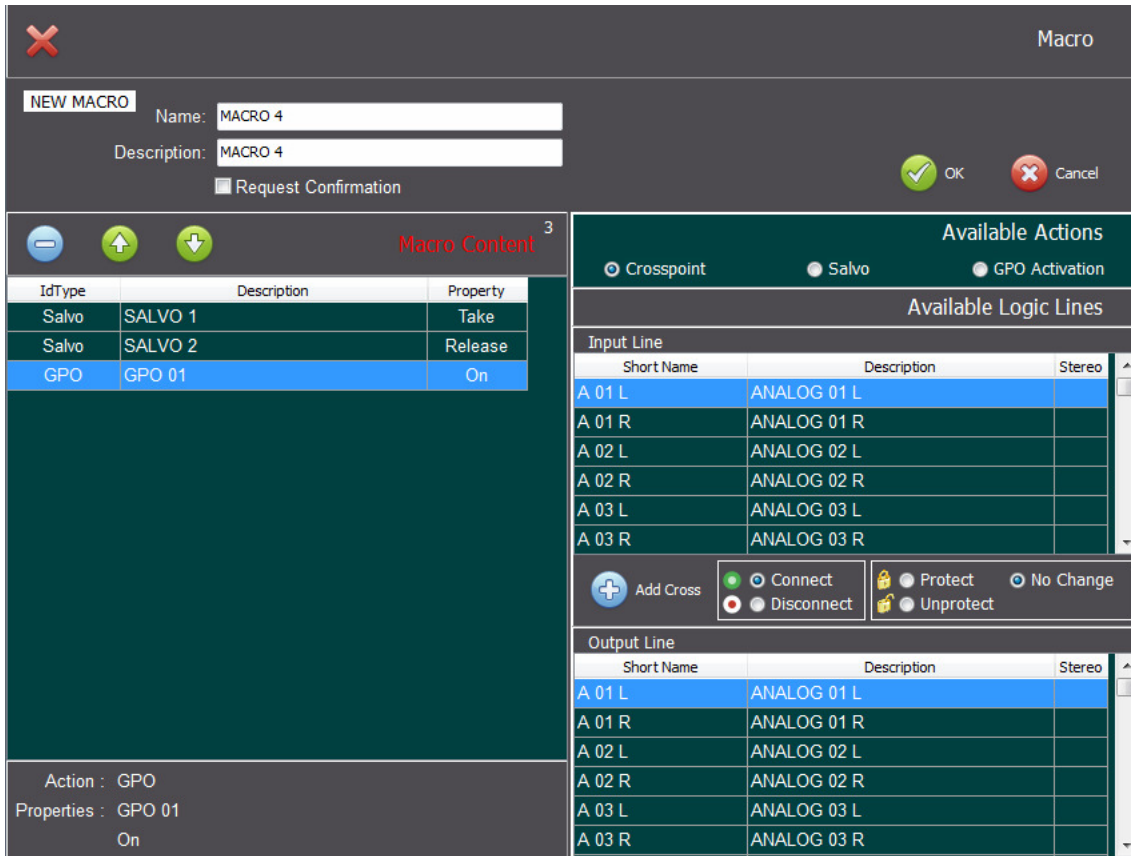 Macro
NEW MACRO
Name: MACRO 4
Description: MACRO 4
Request Confirmation
OK Cancel
Macro Content 3
IdType Description Property
Salvo SALVO 1 Take
Salvo SALVO 2 Release
GPO GPO 01 On
Action : GPO
Properties : GPO 01
On
Available Actions
Crosspoint Salvo GPO Activation
Available Logic Lines
Input Line
Short Name Description Stereo
A 01 L ANALOG 01 L
A 01 R ANALOG 01 R
A 02 L ANALOG 02 L
A 02 R ANALOG 02 R
A 03 L ANALOG 03 L
A 03 R ANALOG 03 R
Add Cross
Connect
Disconnect
Protect No Change
Unprotect
Output Line
Short Name Description Stereo
A 01 L ANALOG 01 L
A 01 R ANALOG 01 R
A 02 L ANALOG 02 L
A 02 R ANALOG 02 R
A 03 L ANALOG 03 L
A 03 R ANALOG 03 R